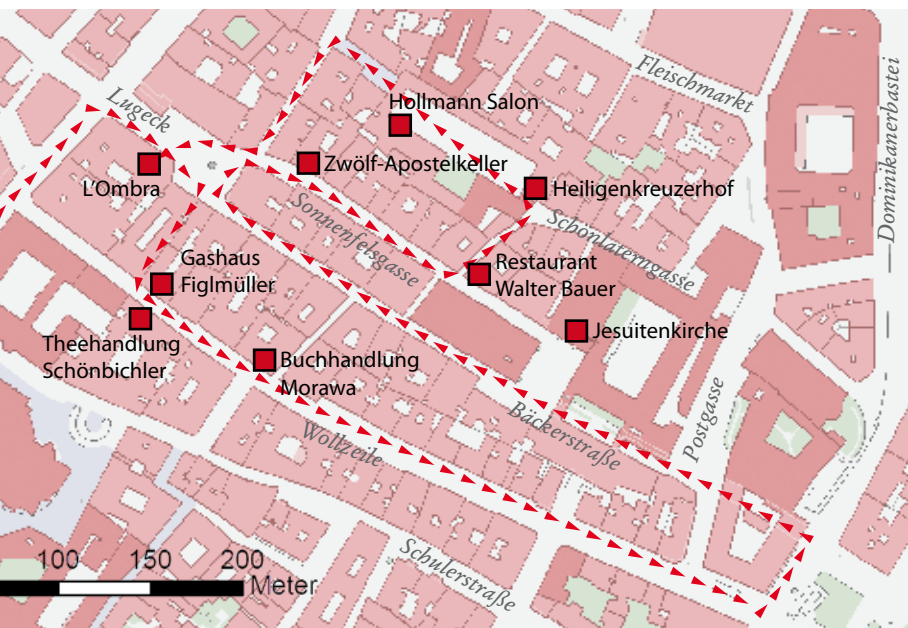 Fleischmarkt
Lugeck
Hollmann Salon
Dominikanerbastei
Zwölf-Apostelkeller
L'Ombra
Heiligenkreuzerhof
Sonnenfelsgasse
Schönlaterngasse
Gashaus
Figlmüller
Restaurant
Walter Bauer
Theehandlung
Schönbichler
Jesuitenkirche
Buchhandlung
Morawa
Postgasse
Bäckerstraße
Wollzeile
Schulerstraße
100 150 200
Meter